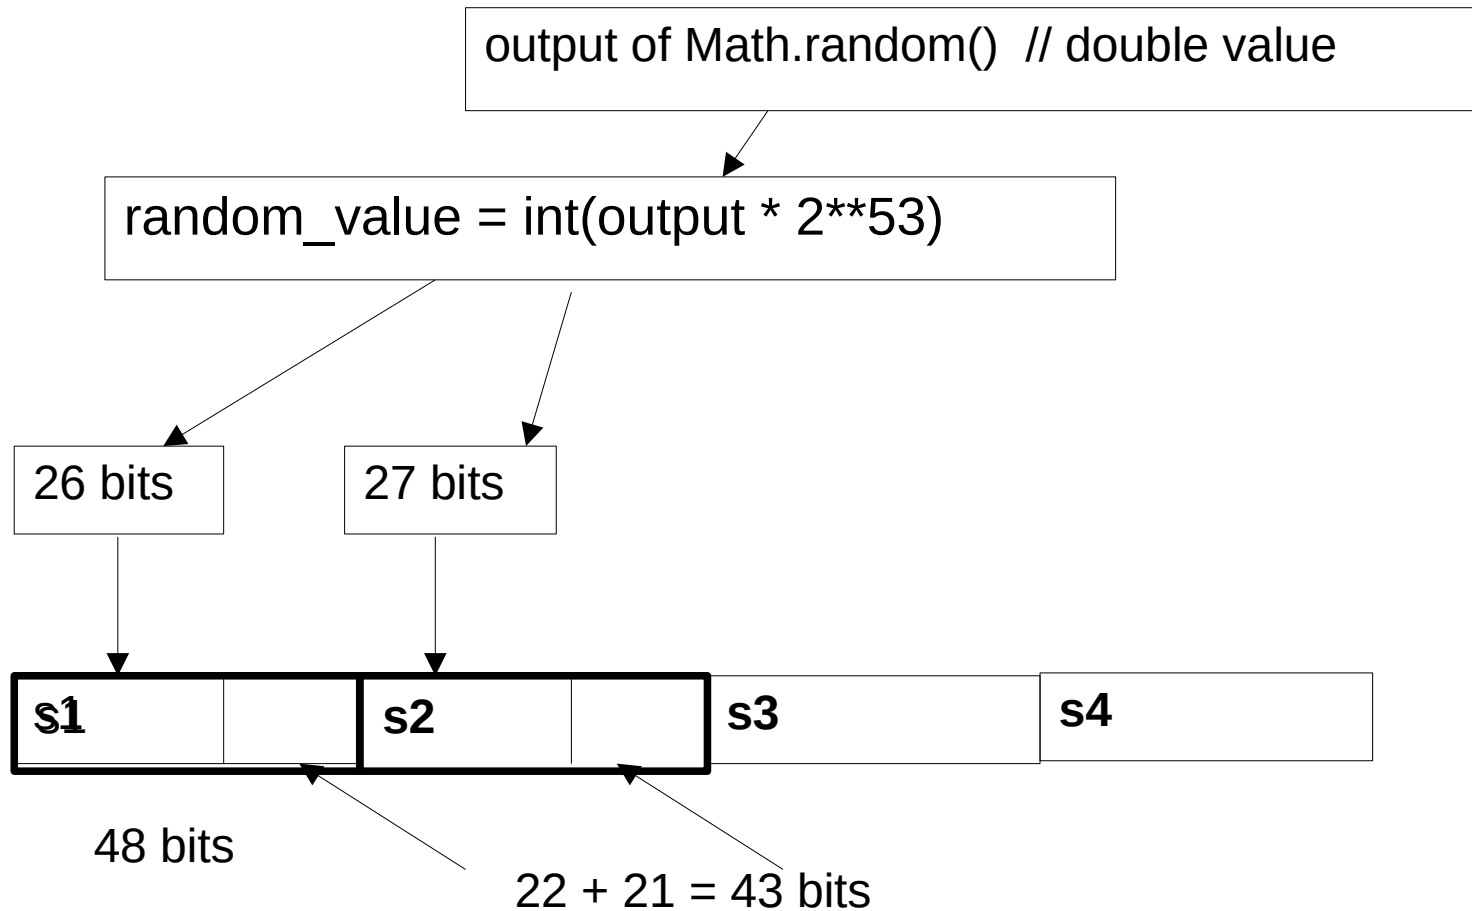 output of Math.random() // double value
random_value = int(output * 2**53)
26 bits
27 bits
s1
s2
s3
s4
48 bits
22 + 21 = 43 bits